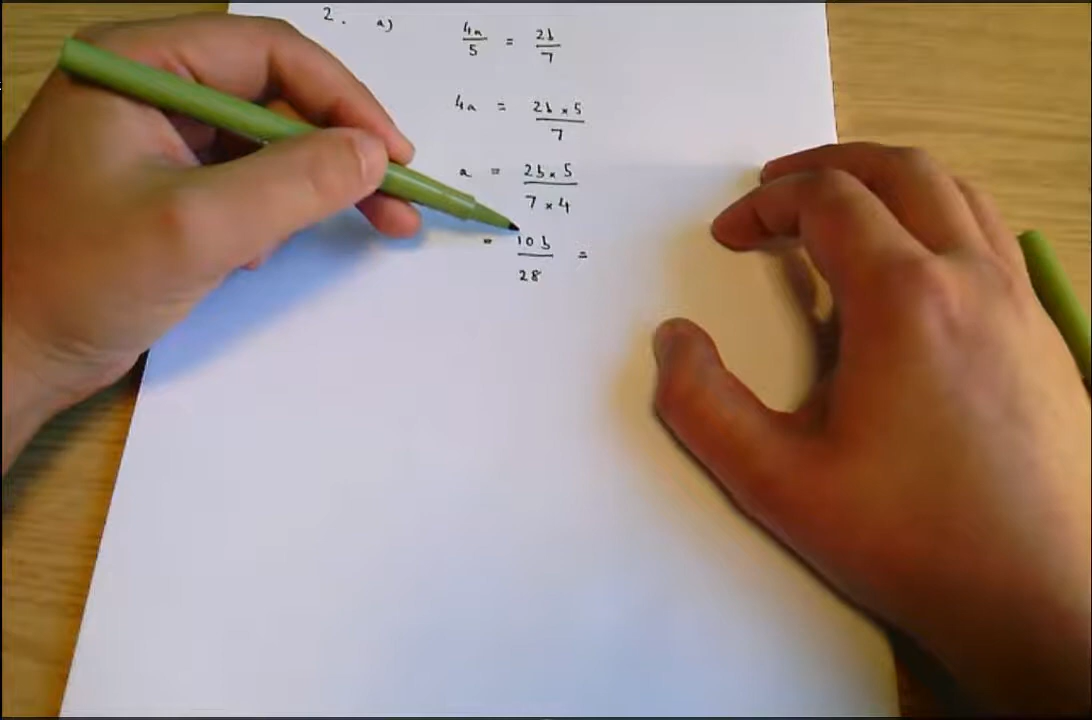 2. a) 4a/5 = 2b/7
4a = 2b × 5/7
a = 2b × 5/7 × 4
= 10b/28 =